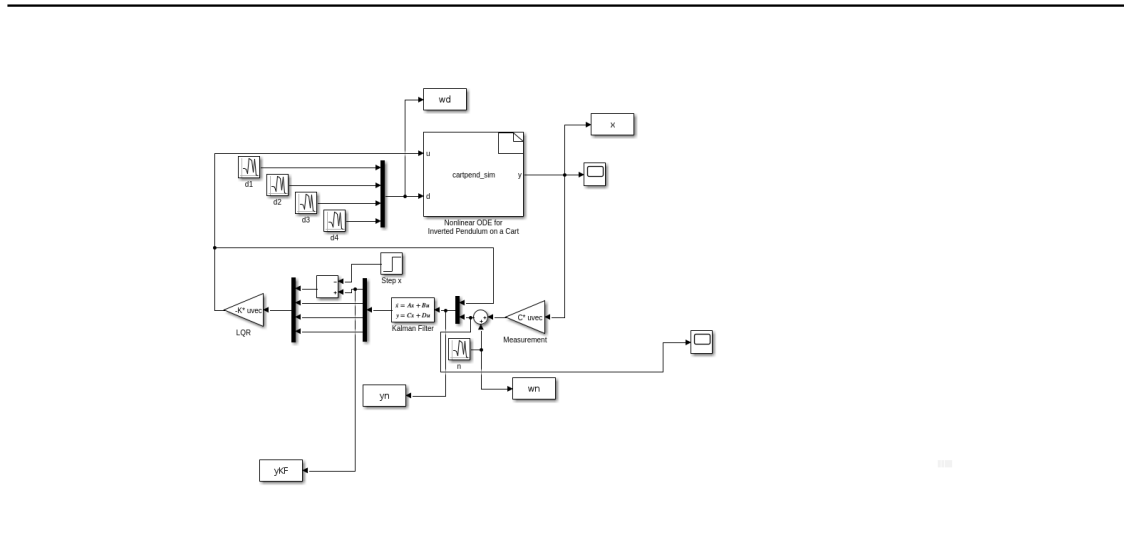 wd
x
u
cartpend_sim
y
d
Nonlinear ODE for
Inverted Pendulum on a Cart
d1
d2
d3
d4
Step x
-
+
-K* uvec
LQR
ẋ = Ax + Bu
y = Cx + Du
Kalman Filter
+
+
C* uvec
Measurement
n
yn
wn
yKF